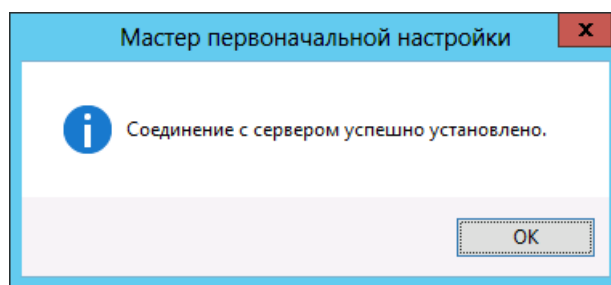 Мастер первоначальной настройки
x
Соединение с сервером успешно установлено.
OK